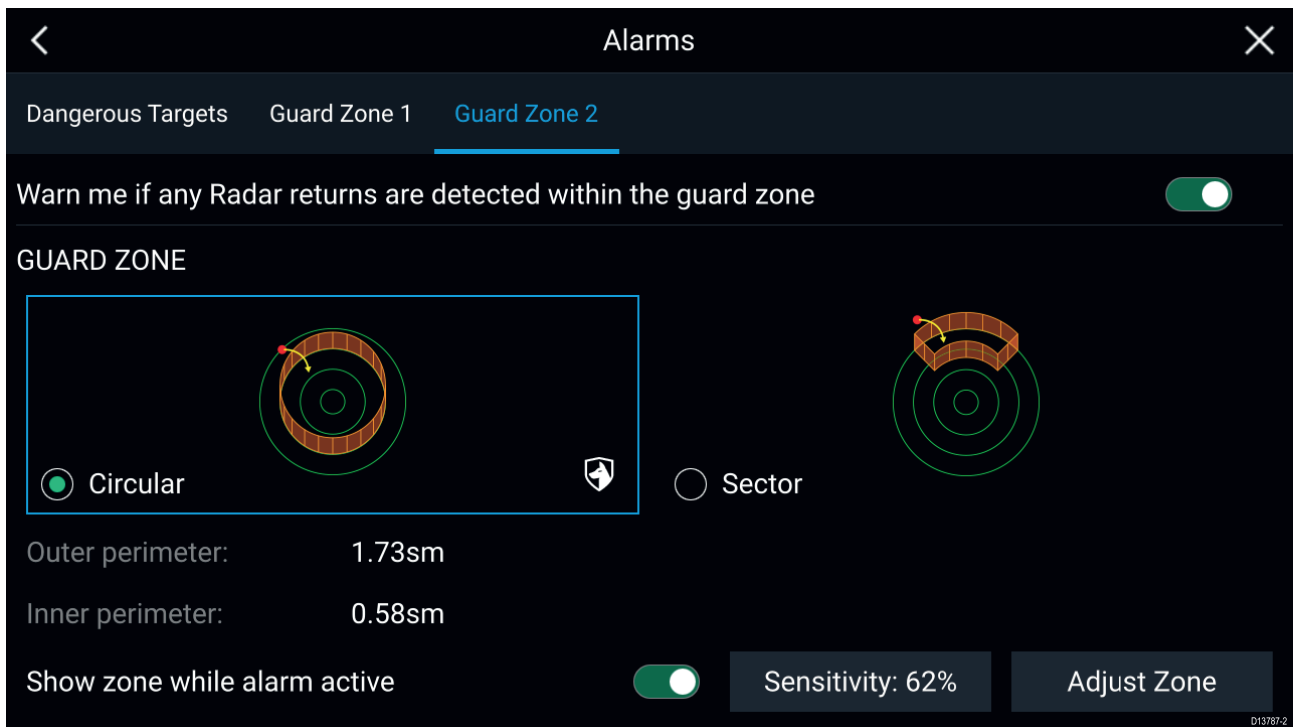 Alarms
Dangerous Targets Guard Zone 1 Guard Zone 2
Warn me if any Radar returns are detected within the guard zone
GUARD ZONE
Circular Sector
Outer perimeter: 1.73sm
Inner perimeter: 0.58sm
Show zone while alarm active Sensitivity: 62% Adjust Zone
D13787-2